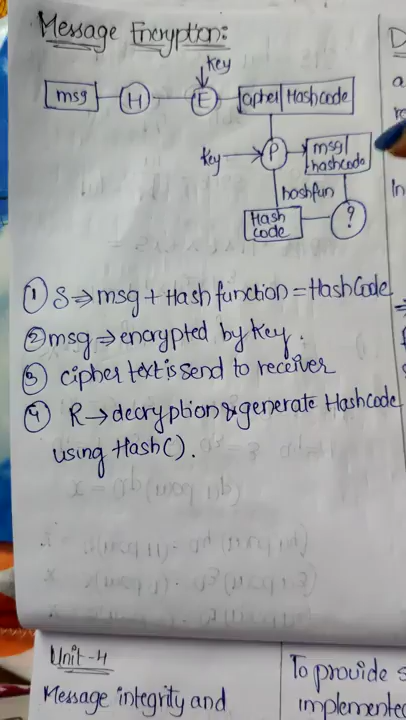 Message Encryption:
key
msg H E cipher Hashcode
key P msg/
hashcode
hashfun
Hash
code ?
① S⇒msg + Hash function = HashCode
② msg ⇒ encrypted by key.
③ cipher text is send to receiver
④ R → decryption & generate Hashcode
using Hash().
Unit-4
Message integrity and
To provide s
implemented
In